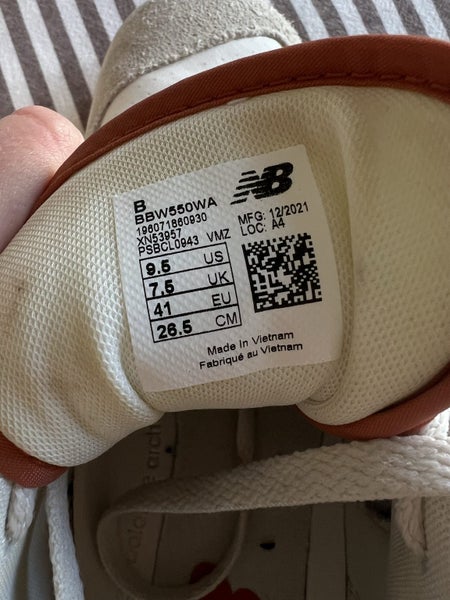 B
BBW550WA
196071860930
XN53957
PSBCL0943 VMZ
NB
MFG: 12/2021
LOC: A4
9.5 US
7.5 UK
41 EU
26.5 CM
Made In Vietnam
Fabriqué au Vietnam